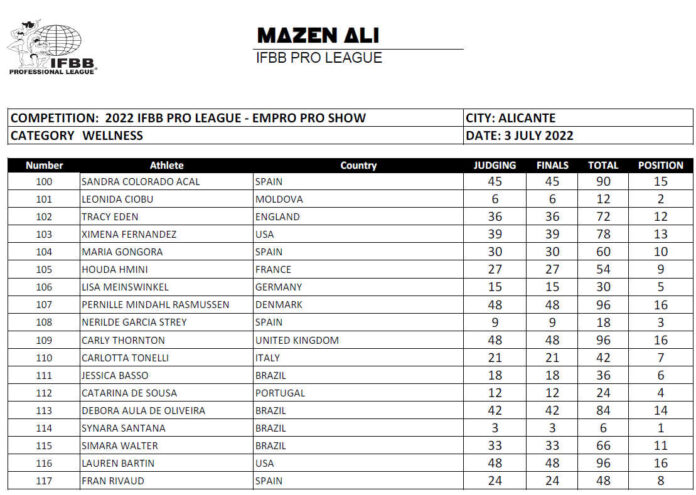 MAZEN ALI
IFBB PRO LEAGUE
IFBB
PROFESSIONAL LEAGUE
COMPETITION: 2022 IFBB PRO LEAGUE - EMPRO PRO SHOW CITY: ALICANTE
CATEGORY WELLNESS DATE: 3 JULY 2022
Number Athlete Country JUDGING FINALS TOTAL POSITION
100 SANDRA COLORADO ACAL SPAIN 45 45 90 15
101 LEONIDA CIOBU MOLDOVA 6 6 12 2
102 TRACY EDEN ENGLAND 36 36 72 12
103 XIMENA FERNANDEZ USA 39 39 78 13
104 MARIA GONGORA SPAIN 30 30 60 10
105 HOUDA HMINI FRANCE 27 27 54 9
106 LISA MEINSWINKEL GERMANY 15 15 30 5
107 PERNILLE MINDAHL RASMUSSEN DENMARK 48 48 96 16
108 NERILDE GARCIA STREY SPAIN 9 9 18 3
109 CARLY THORNTON UNITED KINGDOM 48 48 96 16
110 CARLOTTA TONELLI ITALY 21 21 42 7
111 JESSICA BASSO BRAZIL 18 18 36 6
112 CATARINA DE SOUSA PORTUGAL 12 12 24 4
113 DEBORA AULA DE OLIVEIRA BRAZIL 42 42 84 14
114 SYNARA SANTANA BRAZIL 3 3 6 1
115 SIMARA WALTER BRAZIL 33 33 66 11
116 LAUREN BARTIN USA 48 48 96 16
117 FRAN RIVAUD SPAIN 24 24 48 8